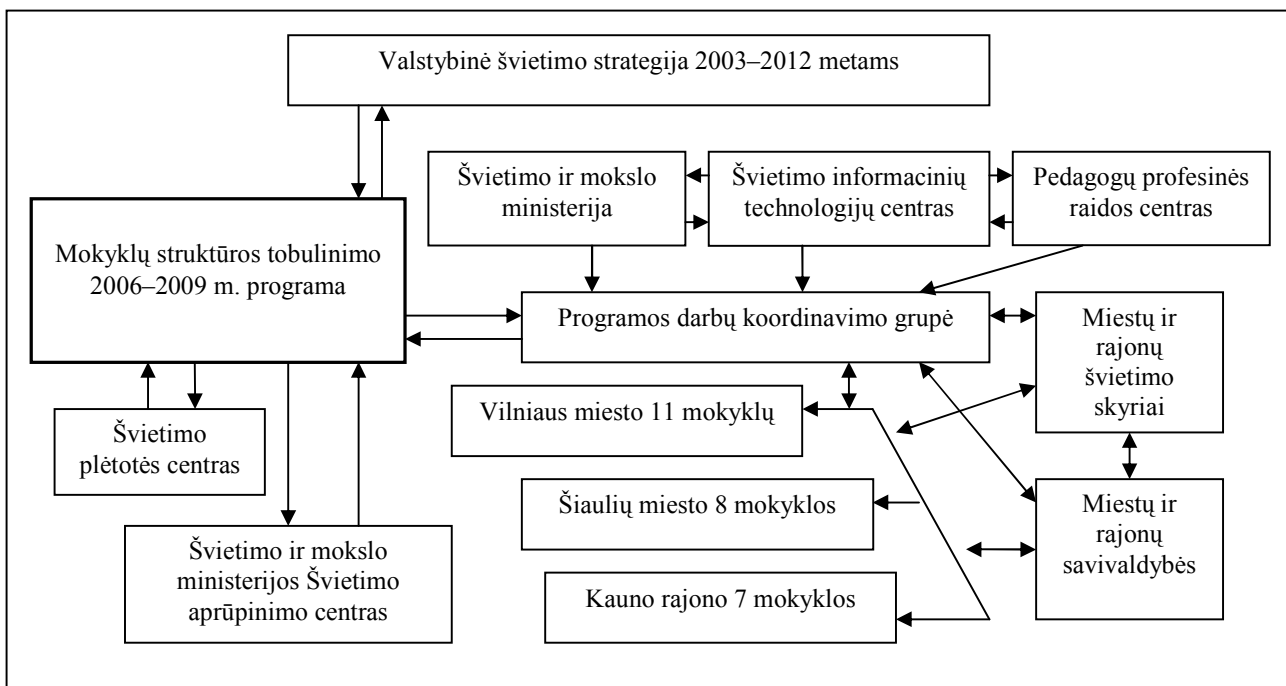 Valstybinė švietimo strategija 2003–2012 metams
Švietimo ir mokslo
ministerija
Švietimo informacinių
technologijų centras
Pedagogų profesinės
raidos centras
Mokyklų struktūros tobulinimo
2006–2009 m. programa
Programos darbų koordinavimo grupė
Miestų ir
rajonų
švietimo
skyriai
Vilniaus miesto 11 mokyklų
Švietimo
plėtotės centras
Šiaulių miesto 8 mokyklos
Miestų ir
rajonų
savivaldybės
Švietimo ir mokslo
ministerijos Švietimo
aprūpinimo centras
Kauno rajono 7 mokyklos